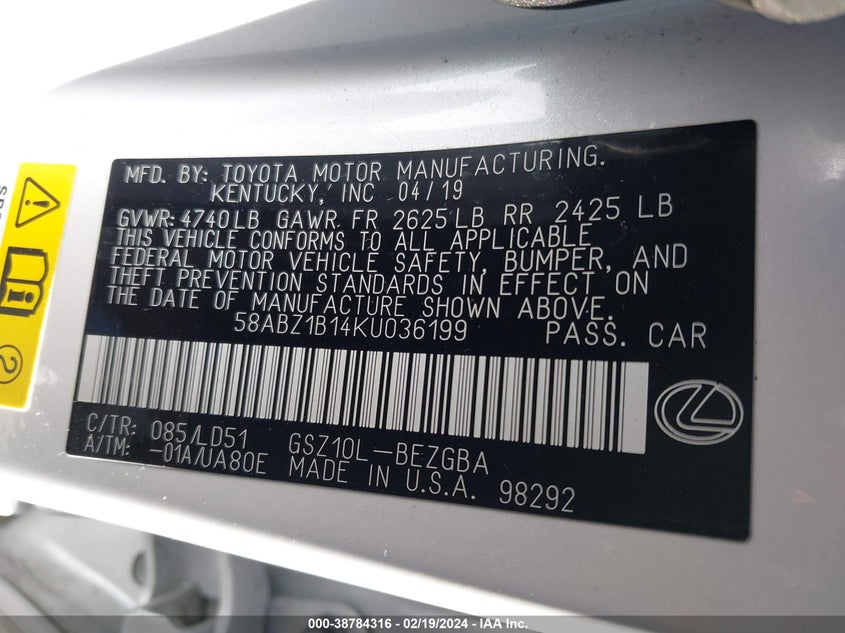 MFD. BY: TOYOTA MOTOR MANUFACTURING.
KENTUCKY, INC 04/19
GVWR: 4740LB GAWR FR 2625LB RR 2425 LB
THIS VEHICLE CONFORMS TO ALL APPLICABLE
FEDERAL MOTOR VEHICLE SAFETY, BUMPER, AND
THEFT PREVENTION STANDARDS IN EFFECT ON
THE DATE OF MANUFACTURE SHOWN ABOVE.
58ABZ1B14KU036199 PASS. CAR
C/TR: 085/LD51 GSZ10L-BEZGBA
A/TM: -01A/UA80E MADE IN U.S.A. 98292
2
000-38784316 - 02/19/2024 - IAA Inc.